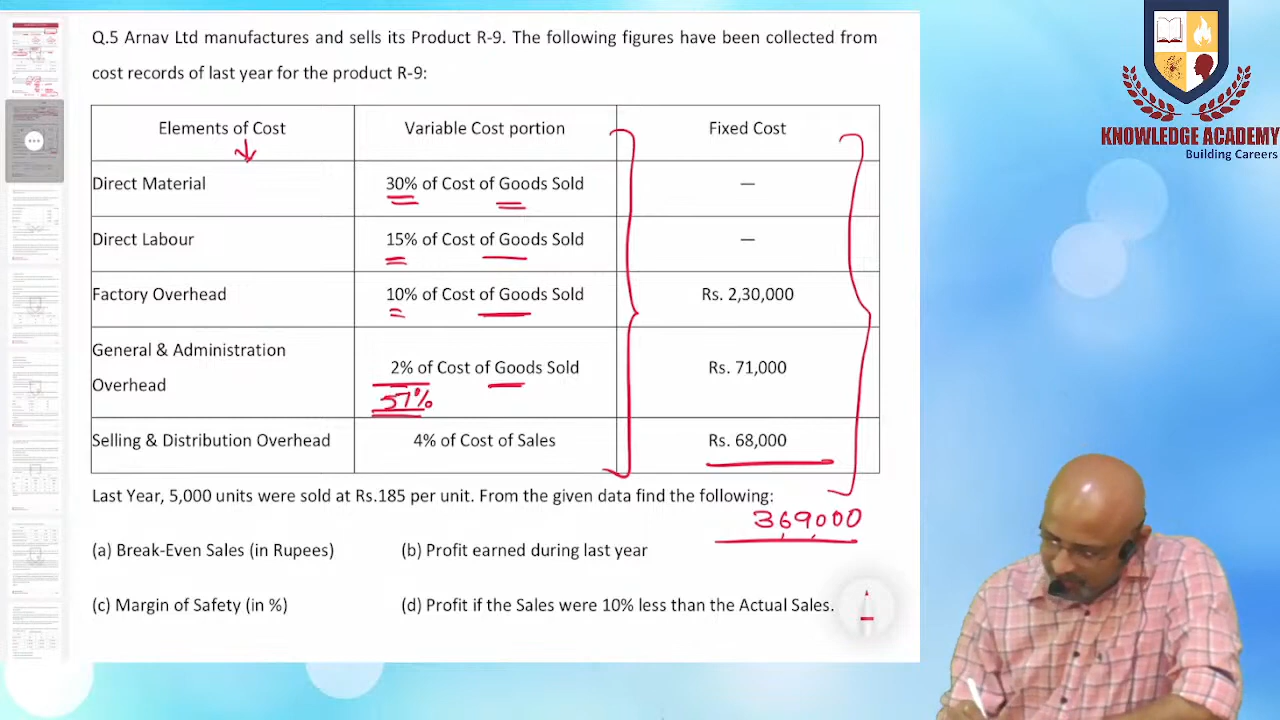 Oxygen Ltd. manufactures and sales Product-9. The following figures have been collected from
cost records of last year for the product-9.
Elements of Cost Variable Cost portion Fixed Cost
Direct Material 30% of Cost of Goods Sold —
Direct Labour 15% of Cost of Goods Sold —
Factory Overhead 10% of Cost of Goods Sold Rs. 2,30,000
General & Administration
Overhead
2% of Cost of Goods Sold Rs. 71,000
57%
Selling & Distribution Overhead 4% of Cost of Sales Rs. 68,000
Last Year, 5,000 units were sold at Rs.185 per unit. From the given data find the following:
369000
(a) Break-Even Sales (in rupees) (b) Profit earned during last year
(c) Margin of safety (in %) (d) Profit if the Sales were 10% less than the Actual Sales.
KNOWLEDGE ACADEMY
Building Careers